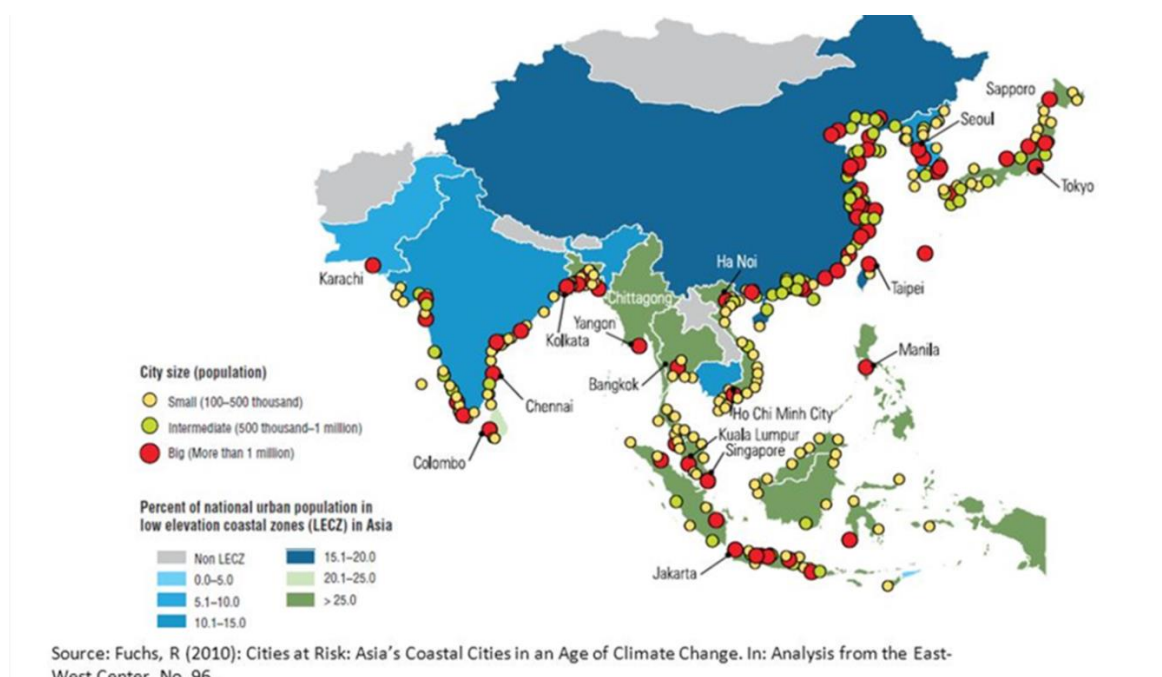 Sapporo
Seoul
Tokyo
Karachi
Ha Noi
Taipei
Chittagong
Yangon
Kolkata
Manila
Bangkok
Chennai
Ho Chi Minh City
Kuala Lumpur
Singapore
Colombo
Jakarta
City size (population)
Small (100–500 thousand)
Intermediate (500 thousand–1 million)
Big (More than 1 million)
Percent of national urban population in
low elevation coastal zones (LECZ) in Asia
Non LECZ
0.0–5.0
5.1–10.0
10.1–15.0
15.1–20.0
20.1–25.0
> 25.0
Source: Fuchs, R (2010): Cities at Risk: Asia's Coastal Cities in an Age of Climate Change. In: Analysis from the East-
West Center, No. 96